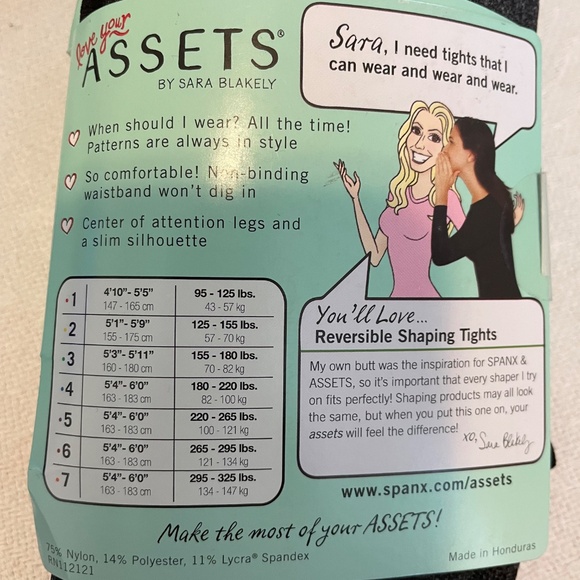 love your
ASSETS®
BY SARA BLAKELY
Sara, I need tights that I
can wear and wear and wear.
When should I wear? All the time!
Patterns are always in style
So comfortable! Non-binding
waistband won't dig in
Center of attention legs and
a slim silhouette
1 4'10"- 5'5" 95 - 125 lbs.
147 - 165 cm 43 - 57 kg
2 5'1"- 5'9" 125 - 155 lbs.
155 - 175 cm 57 - 70 kg
3 5'3"- 5'11" 155 - 180 lbs.
160 - 180 cm 70 - 82 kg
4 5'4"- 6'0" 180 - 220 lbs.
163 - 183 cm 82 - 100 kg
5 5'4"- 6'0" 220 - 265 lbs.
163 - 183 cm 100 - 121 kg
6 5'4"- 6'0" 265 - 295 lbs.
163 - 183 cm 121 - 134 kg
7 5'4"- 6'0" 295 - 325 lbs.
163 - 183 cm 134 - 147 kg
You'll Love...
Reversible Shaping Tights
My own butt was the inspiration for SPANX &
ASSETS, so it's important that every shaper I try
on fits perfectly! Shaping products may all look
the same, but when you put this one on, your
assets will feel the difference!
xo, Sara Blakely
www.spanx.com/assets
Make the most of your ASSETS!
75% Nylon, 14% Polyester, 11% Lycra® Spandex
RN112121
Made in Honduras